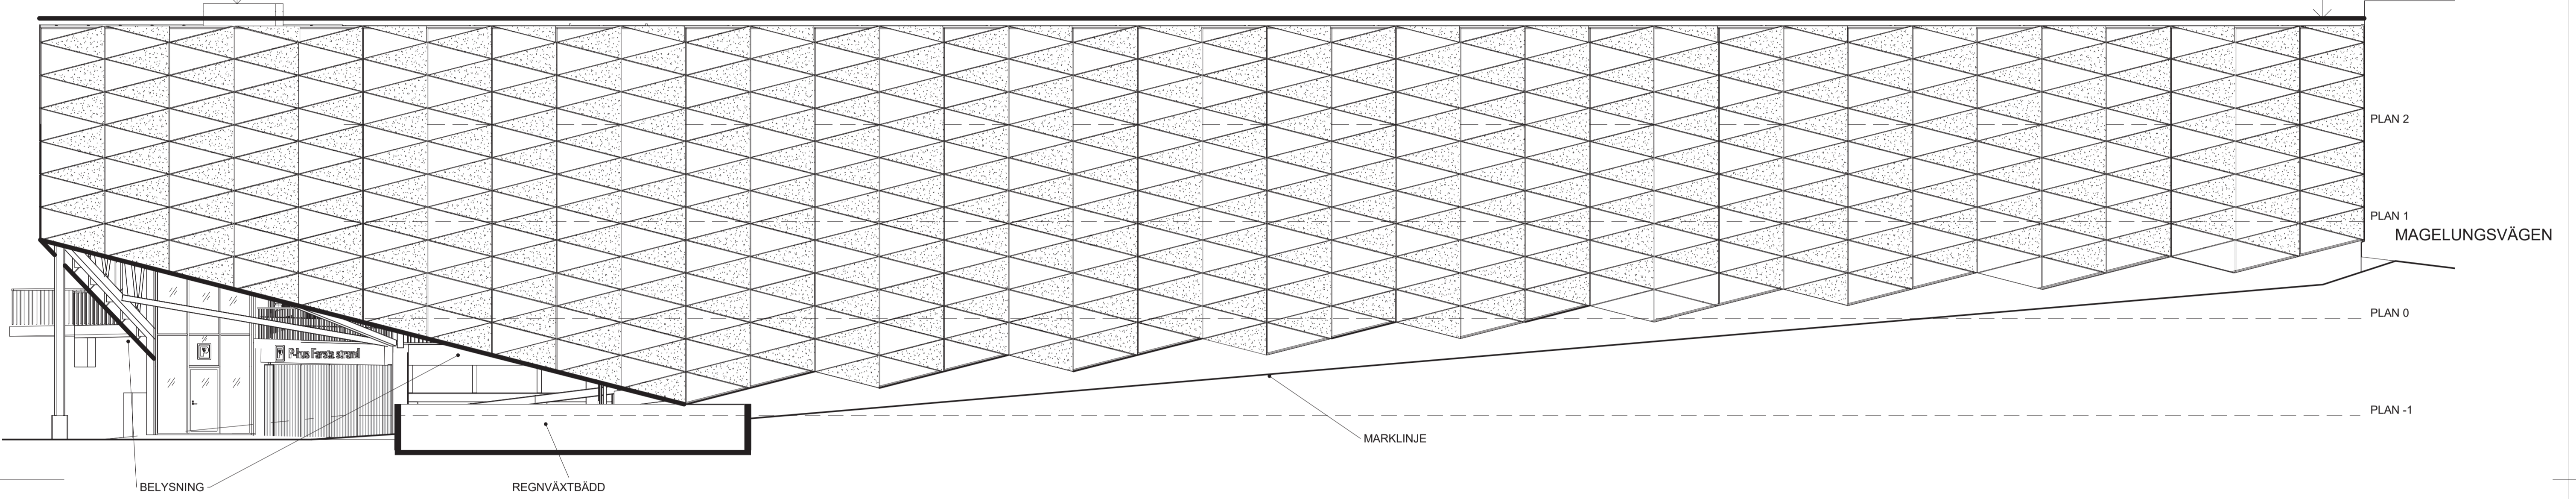 PLAN 2
PLAN 1
MAGELUNGSVÄGEN
PLAN 0
P-hus Farsta strand
PLAN -1
MARKLINJE
BELYSNING
REGNVÄXTBÄDD